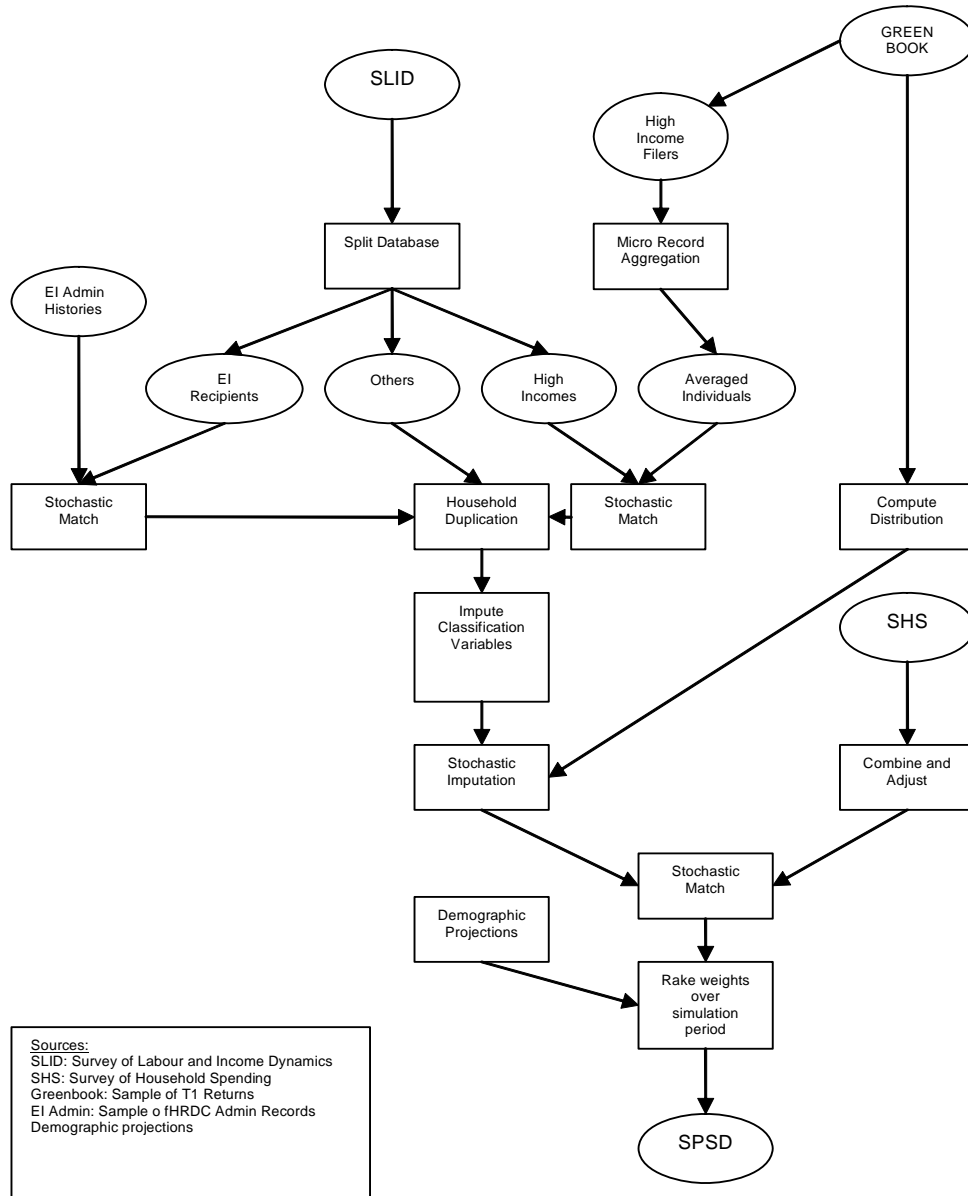 GREEN
BOOK
SLID
High
Income
Filers
Split Database
Micro Record
Aggregation
EI Admin
Histories
EI
Recipients
Others
High
Incomes
Averaged
Individuals
Stochastic
Match
Household
Duplication
Stochastic
Match
Compute
Distribution
Impute
Classification
Variables
SHS
Stochastic
Imputation
Combine and
Adjust
Stochastic
Match
Demographic
Projections
Rake weights
over
simulation
period
Sources:
SLID: Survey of Labour and Income Dynamics
SHS: Survey of Household Spending
Greenbook: Sample of T1 Returns
EI Admin: Sample o fHRDC Admin Records
Demographic projections
SPSD